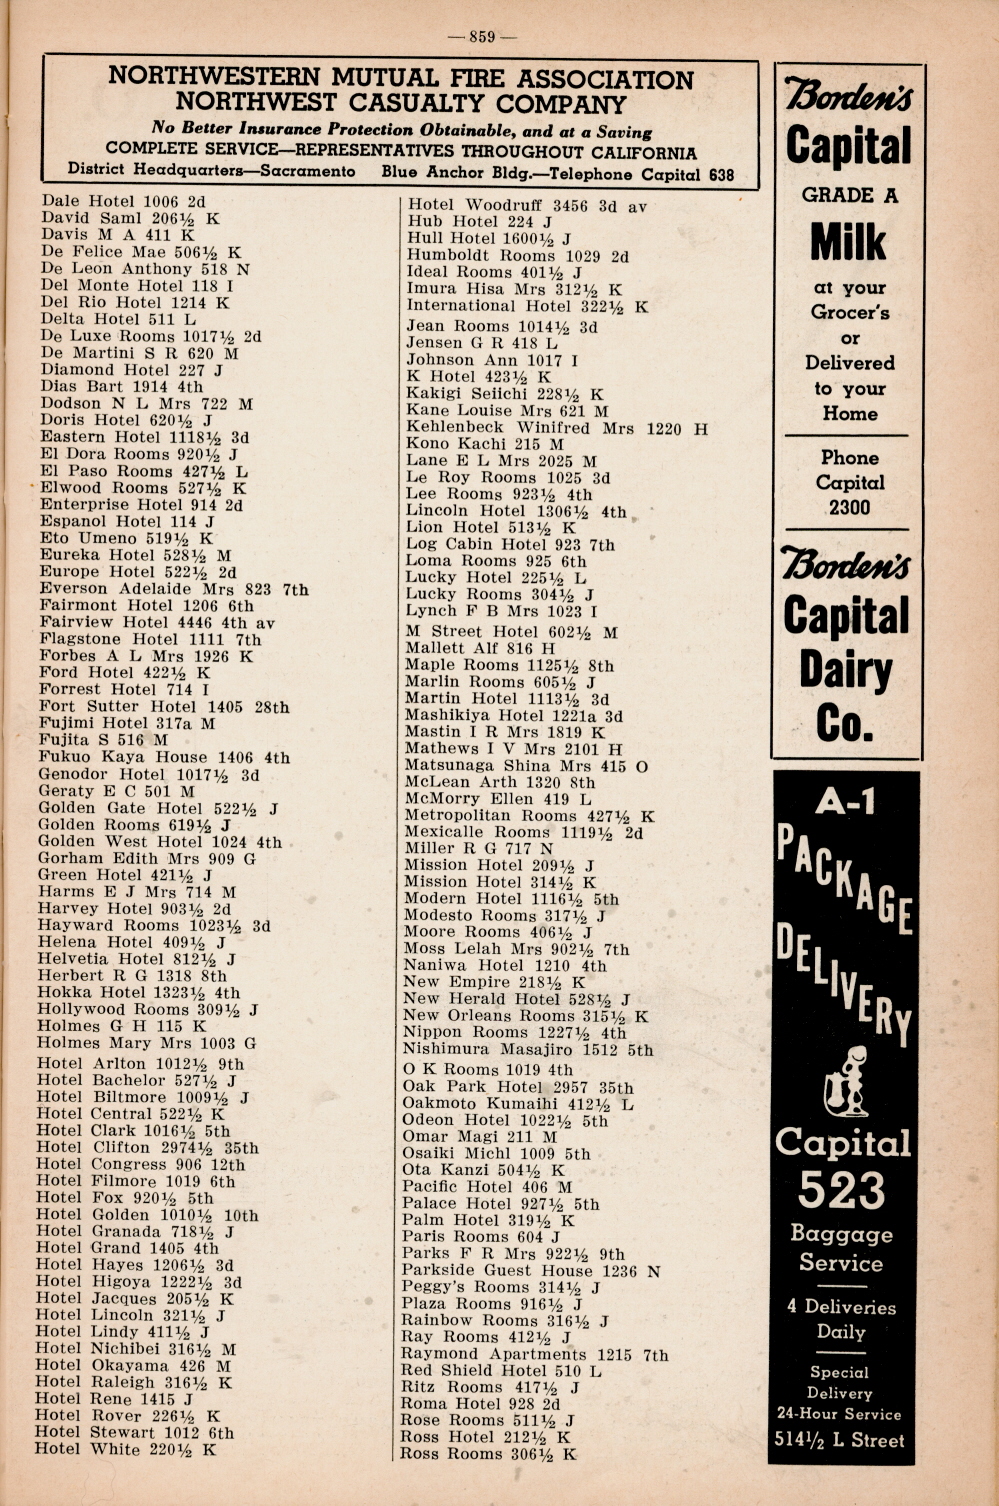 — 859 —
NORTHWESTERN MUTUAL FIRE ASSOCIATION
NORTHWEST CASUALTY COMPANY
No Better Insurance Protection Obtainable, and at a Saving
COMPLETE SERVICE—REPRESENTATIVES THROUGHOUT CALIFORNIA
District Headquarters—Sacramento Blue Anchor Bldg.—Telephone Capital 638
Dale Hotel 1006 2d
David Saml 206½ K
Davis M A 411 K
De Felice Mae 506½ K
De Leon Anthony 518 N
Del Monte Hotel 118 I
Del Rio Hotel 1214 K
Delta Hotel 511 L
De Luxe Rooms 1017½ 2d
De Martini S R 620 M
Diamond Hotel 227 J
Dias Bart 1914 4th
Dodson N L Mrs 722 M
Doris Hotel 620½ J
Eastern Hotel 1118½ 3d
El Dora Rooms 920½ J
El Paso Rooms 427½ L
Elwood Rooms 527½ K
Enterprise Hotel 914 2d
Espanol Hotel 114 J
Eto Umeno 519½ K
Eureka Hotel 528½ M
Europe Hotel 522½ 2d
Everson Adelaide Mrs 823 7th
Fairmont Hotel 1206 6th
Fairview Hotel 4446 4th av
Flagstone Hotel 1111 7th
Forbes A L Mrs 1926 K
Ford Hotel 422½ K
Forrest Hotel 714 I
Fort Sutter Hotel 1405 28th
Fujimi Hotel 317a M
Fujita S 516 M
Fukuo Kaya House 1406 4th
Genodor Hotel 1017½ 3d
Geraty E C 501 M
Golden Gate Hotel 522½ J
Golden Rooms 619½ J
Golden West Hotel 1024 4th
Gorham Edith Mrs 909 G
Green Hotel 421½ J
Harms E J Mrs 714 M
Harvey Hotel 903½ 2d
Hayward Rooms 1023½ 3d
Helena Hotel 409½ J
Helvetia Hotel 812½ J
Herbert R G 1318 8th
Hokka Hotel 1323½ 4th
Hollywood Rooms 309½ J
Holmes G H 115 K
Holmes Mary Mrs 1003 G
Hotel Arlton 1012½ 9th
Hotel Bachelor 527½ J
Hotel Biltmore 1009½ J
Hotel Central 522½ K
Hotel Clark 1016½ 5th
Hotel Clifton 2974½ 35th
Hotel Congress 906 12th
Hotel Filmore 1019 6th
Hotel Fox 920½ 5th
Hotel Golden 1010½ 10th
Hotel Granada 718½ J
Hotel Grand 1405 4th
Hotel Hayes 1206½ 3d
Hotel Higoya 1222½ 3d
Hotel Jacques 205½ K
Hotel Lincoln 321½ J
Hotel Lindy 411½ J
Hotel Nichibei 316½ M
Hotel Okayama 426 M
Hotel Raleigh 316½ K
Hotel Rene 1415 J
Hotel Rover 226½ K
Hotel Stewart 1012 6th
Hotel White 220½ K
Hotel Woodruff 3456 3d av
Hub Hotel 224 J
Hull Hotel 1600½ J
Humboldt Rooms 1029 2d
Ideal Rooms 401½ J
Imura Hisa Mrs 312½ K
International Hotel 322½ K
Jean Rooms 1014½ 3d
Jensen G R 418 L
Johnson Ann 1017 I
K Hotel 423½ K
Kakigi Seiichi 228½ K
Kane Louise Mrs 621 M
Kehlenbeck Winifred Mrs 1220 H
Kono Kachi 215 M
Lane E L Mrs 2025 M
Le Roy Rooms 1025 3d
Lee Rooms 923½ 4th
Lincoln Hotel 1306½ 4th
Lion Hotel 513½ K
Log Cabin Hotel 923 7th
Loma Rooms 925 6th
Lucky Hotel 225½ L
Lucky Rooms 304½ J
Lynch F B Mrs 1023 I
M Street Hotel 602½ M
Mallett Alf 816 H
Maple Rooms 1125½ 8th
Marlin Rooms 605½ J
Martin Hotel 1113½ 3d
Mashikiya Hotel 1221a 3d
Mastin I R Mrs 1819 K
Mathews I V Mrs 2101 H
Matsunaga Shina Mrs 415 O
McLean Arth 1320 8th
McMorry Ellen 419 L
Metropolitan Rooms 427½ K
Mexicalle Rooms 1119½ 2d
Miller R G 717 N
Mission Hotel 209½ J
Mission Hotel 314½ K
Modern Hotel 1116½ 5th
Modesto Rooms 317½ J
Moore Rooms 406½ J
Moss Lelah Mrs 902½ 7th
Naniwa Hotel 1210 4th
New Empire 218½ K
New Herald Hotel 528½ J
New Orleans Rooms 315½ K
Nippon Rooms 1227½ 4th
Nishimura Masajiro 1512 5th
O K Rooms 1019 4th
Oak Park Hotel 2957 35th
Oakmoto Kumaihi 412½ L
Odeon Hotel 1022½ 5th
Omar Magi 211 M
Osaiki Michl 1009 5th
Ota Kanzi 504½ K
Pacific Hotel 406 M
Palace Hotel 927½ 5th
Palm Hotel 319½ K
Paris Rooms 604 J
Parks F R Mrs 922½ 9th
Parkside Guest House 1236 N
Peggy's Rooms 314½ J
Plaza Rooms 916½ J
Rainbow Rooms 316½ J
Ray Rooms 412½ J
Raymond Apartments 1215 7th
Red Shield Hotel 510 L
Ritz Rooms 417½ J
Roma Hotel 928 2d
Rose Rooms 511½ J
Ross Hotel 212½ K
Ross Rooms 306½ K
Borden's
Capital
GRADE A
Milk
at your
Grocer's
or
Delivered
to your
Home
Phone
Capital
2300
Borden's
Capital
Dairy
Co.
A-1
PACKAGE
DELIVERY
Capital
523
Baggage
Service
4 Deliveries
Daily
Special
Delivery
24-Hour Service
514½ L Street